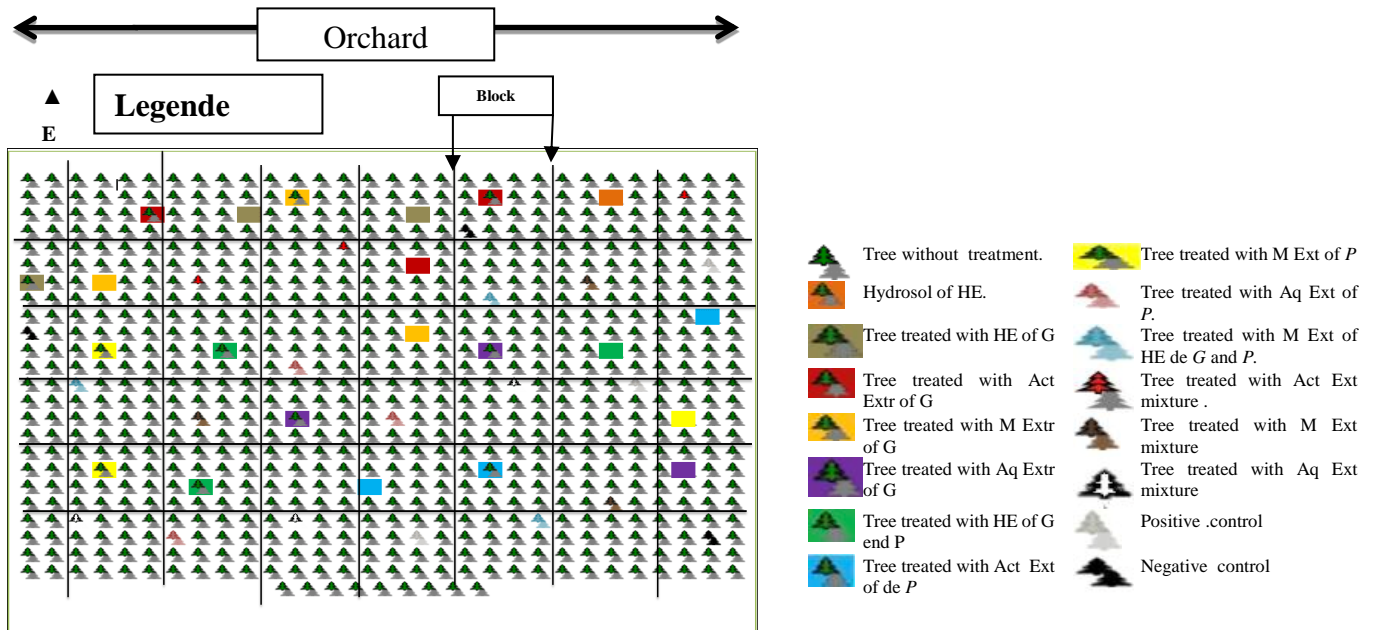 Orchard
Block
Legende
E
Tree without treatment.
Hydrosol of HE.
Tree treated with HE of G
Tree treated with Act
Extr of G
Tree treated with M Extr
of G
Tree treated with Aq Extr
of G
Tree treated with HE of G
end P
Tree treated with Act Ext
of de P
Tree treated with M Ext of P
Tree treated with Aq Ext of
P.
Tree treated with M Ext of
HE de G and P.
Tree treated with Act Ext
mixture .
Tree treated with M Ext
mixture
Tree treated with Aq Ext
mixture
Positive .control
Negative control